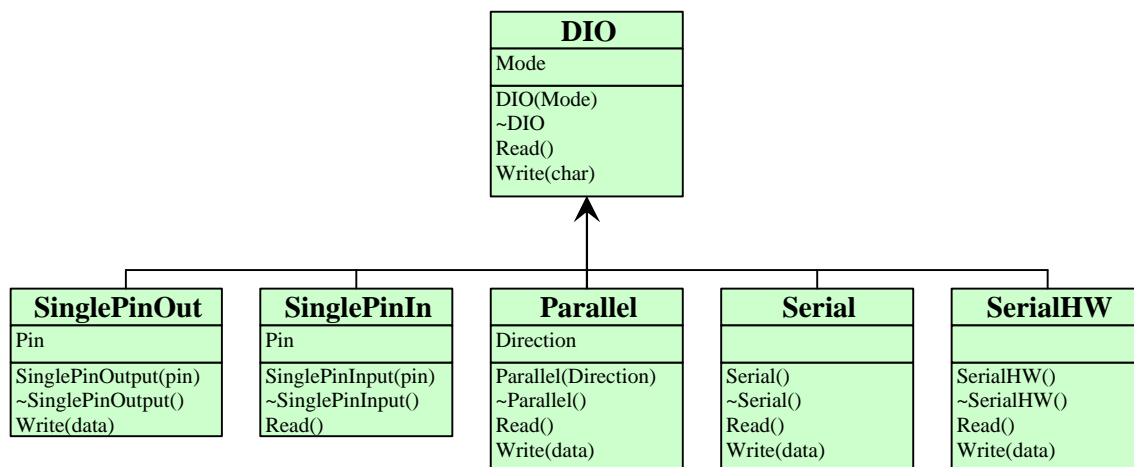 DIO
Mode
DIO(Mode)
~DIO
Read()
Write(char)
SinglePinOut
Pin
SinglePinOutput(pin)
~SinglePinOutput()
Write(data)
SinglePinIn
Pin
SinglePinInput(pin)
~SinglePinInput()
Read()
Parallel
Direction
Parallel(Direction)
~Parallel()
Read()
Write(data)
Serial
Serial()
~Serial()
Read()
Write(data)
SerialHW
SerialHW()
~SerialHW()
Read()
Write(data)